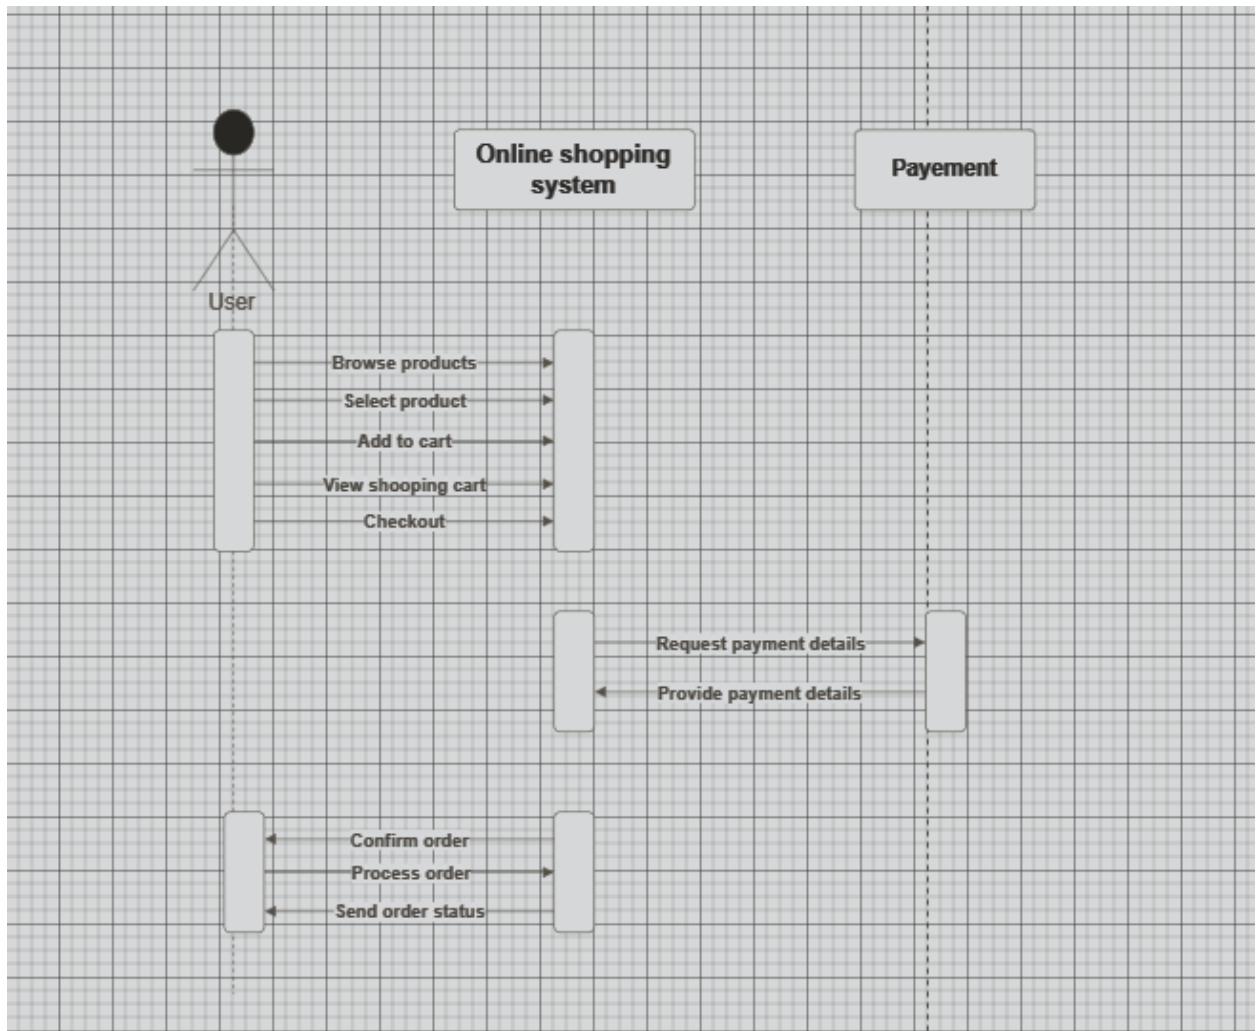 Online shopping
system
Payement
User
Browse products
Select product
Add to cart
View shooping cart
Checkout
Request payment details
Provide payment details
Confirm order
Process order
Send order status